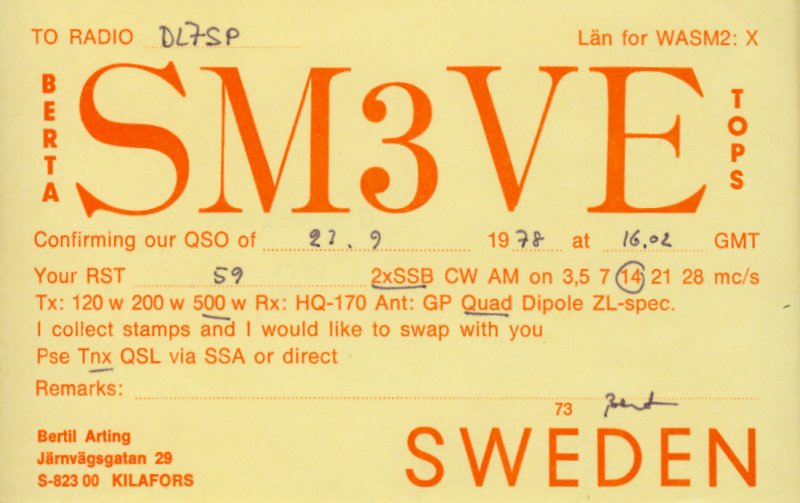 TO RADIO DL7SP
Län for WASM2: X
BERTA
SM3VE
TOPS
Confirming our QSO of 23.9 1978 at 16.02 GMT
Your RST 59 2xSSB CW AM on 3,5 7 14 21 28 mc/s
Tx: 120 w 200 w 500 w Rx: HQ-170 Ant: GP Quad Dipole ZL-spec.
I collect stamps and I would like to swap with you
Pse Tnx QSL via SSA or direct
Remarks:
73 Bert
Bertil Arting
Järnvägsgatan 29
S-823 00 KILAFORS
SWEDEN